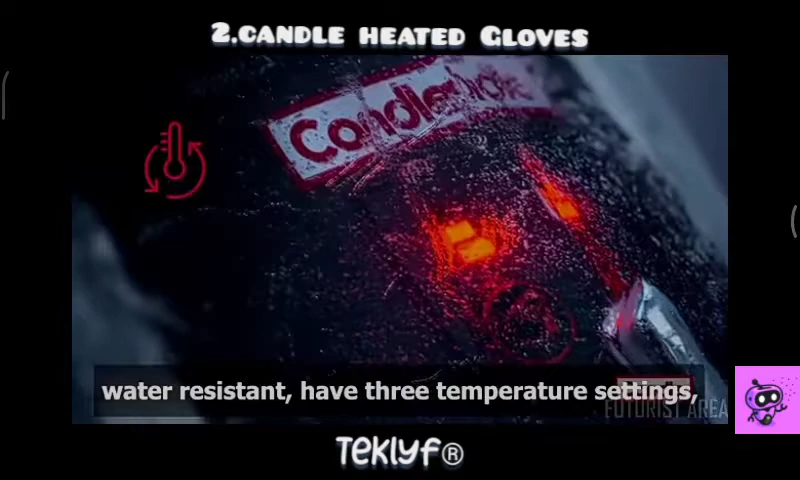 2.CANDLE HEATED GLOVES
water resistant, have three temperature settings,
FUTURIST AREA
Teklyf®